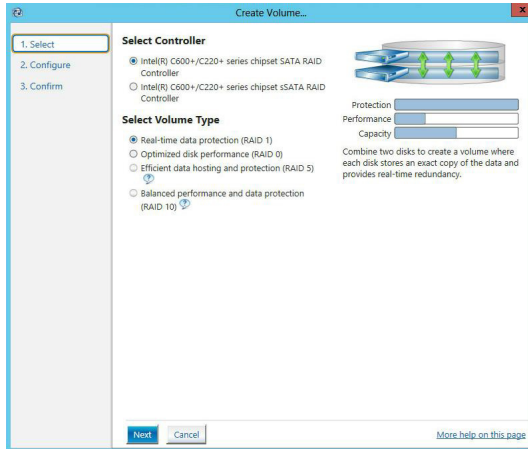 Create Volume...
x
1. Select
2. Configure
3. Confirm
Select Controller
Intel(R) C600+/C220+ series chipset SATA RAID
Controller
Intel(R) C600+/C220+ series chipset sSATA RAID
Controller
Select Volume Type
Real-time data protection (RAID 1)
Optimized disk performance (RAID 0)
Efficient data hosting and protection (RAID 5)
?
Balanced performance and data protection
(RAID 10) ?
Protection
Performance
Capacity
Combine two disks to create a volume where
each disk stores an exact copy of the data and
provides real-time redundancy.
Next
Cancel
More help on this page